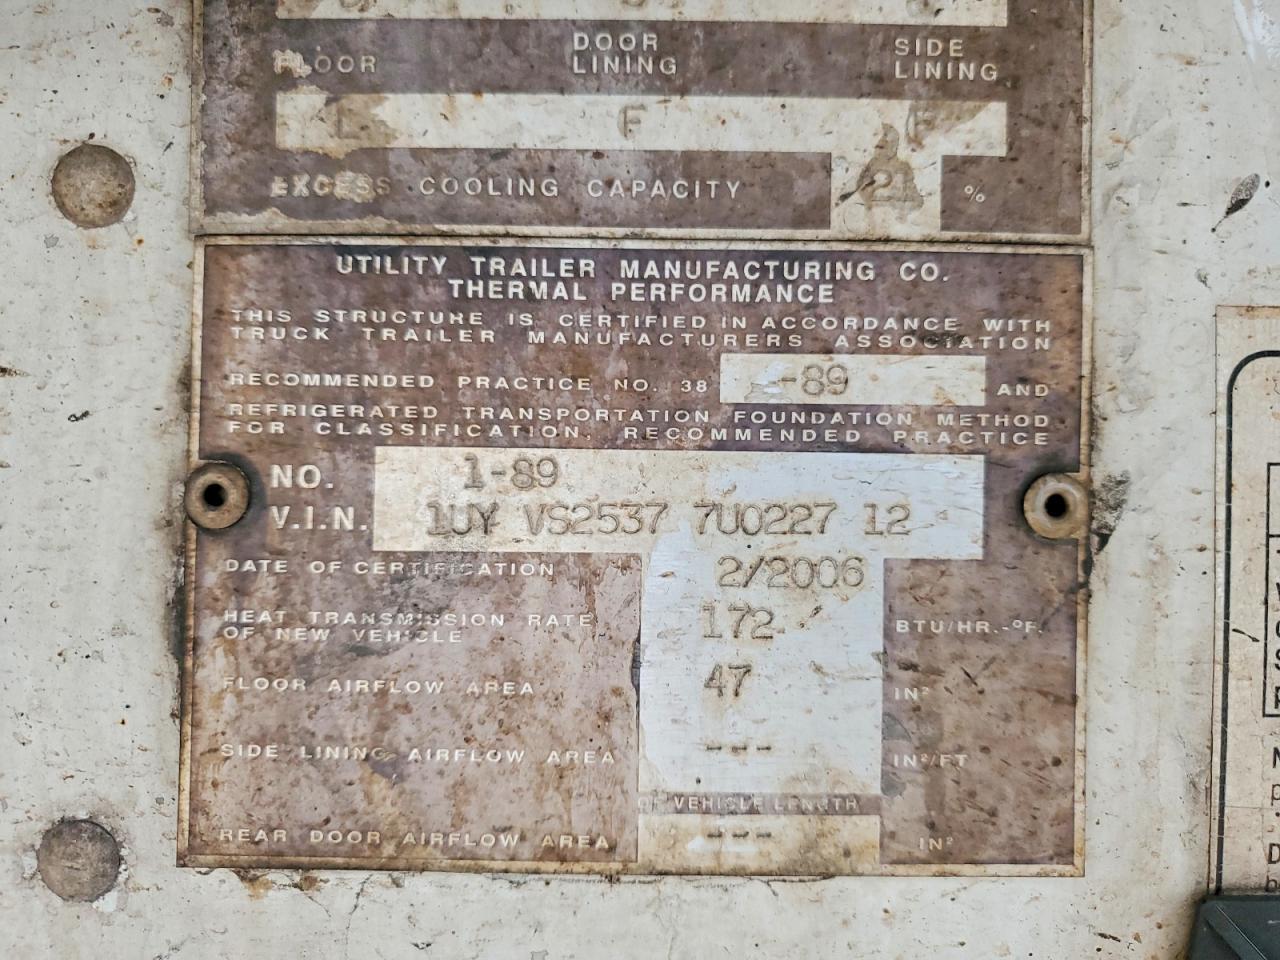 FLOOR DOOR LINING SIDE LINING
F F
EXCESS COOLING CAPACITY 21 %
UTILITY TRAILER MANUFACTURING CO.
THERMAL PERFORMANCE
THIS STRUCTURE IS CERTIFIED IN ACCORDANCE WITH
TRUCK TRAILER MANUFACTURERS ASSOCIATION
RECOMMENDED PRACTICE NO. 38 -89 AND
REFRIGERATED TRANSPORTATION FOUNDATION METHOD
FOR CLASSIFICATION, RECOMMENDED PRACTICE
NO. 1-89
V.I.N. 1UY VS2537 7U0227 12
DATE OF CERTIFICATION 2/2006
HEAT TRANSMISSION RATE
OF NEW VEHICLE 172 BTU/HR.-°F.
FLOOR AIRFLOW AREA 47 IN²
SIDE LINING AIRFLOW AREA --- IN²/FT
OF VEHICLE LENGTH
REAR DOOR AIRFLOW AREA --- IN²